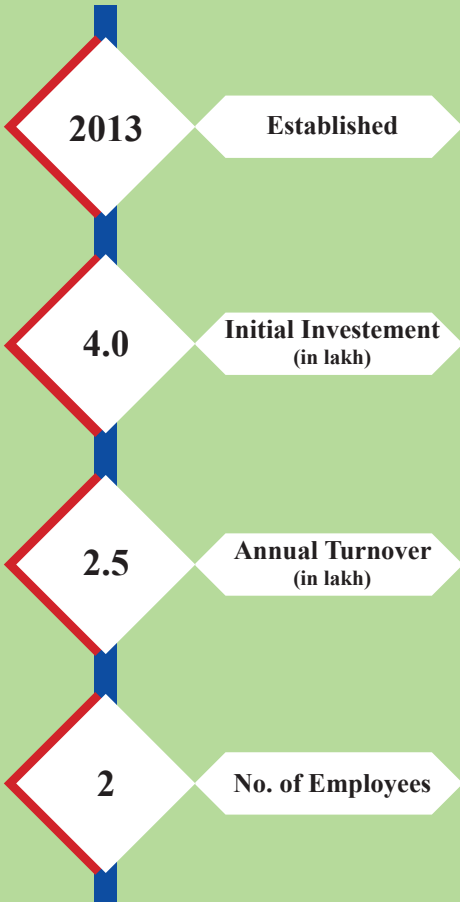 2013
Established
4.0
Initial Investement
(in lakh)
2.5
Annual Turnover
(in lakh)
2
No. of Employees